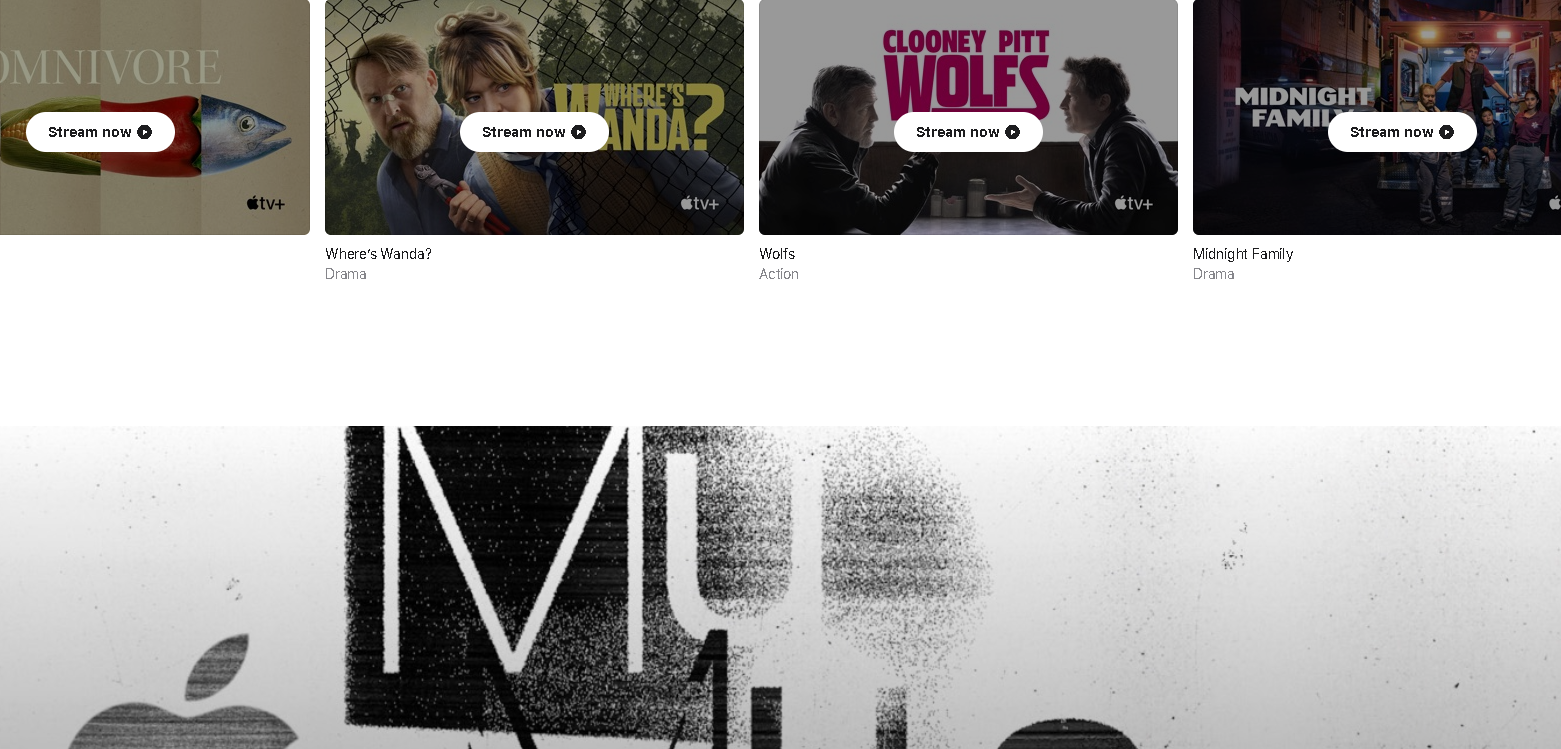 OMNIVORE
Stream now
tv+
WHERE'S
WANDA?
Stream now
tv+
CLOONEY PITT
WOLFS
Stream now
tv+
MIDNIGHT
FAMILY
Stream now
Where's Wanda?
Drama
Wolfs
Action
Midnight Family
Drama
Mu